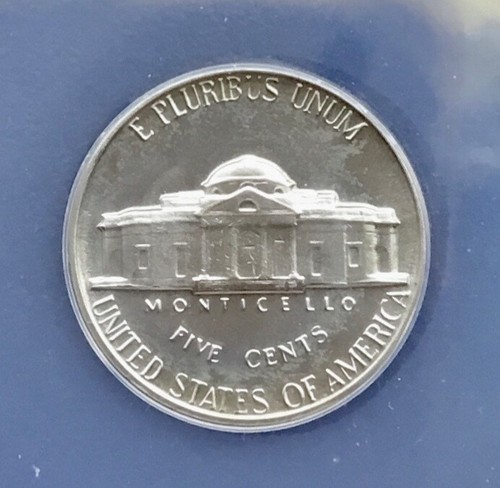 E PLURIBUS UNUM
MONTICELLO
FIVE CENTS
UNITED STATES OF AMERICA